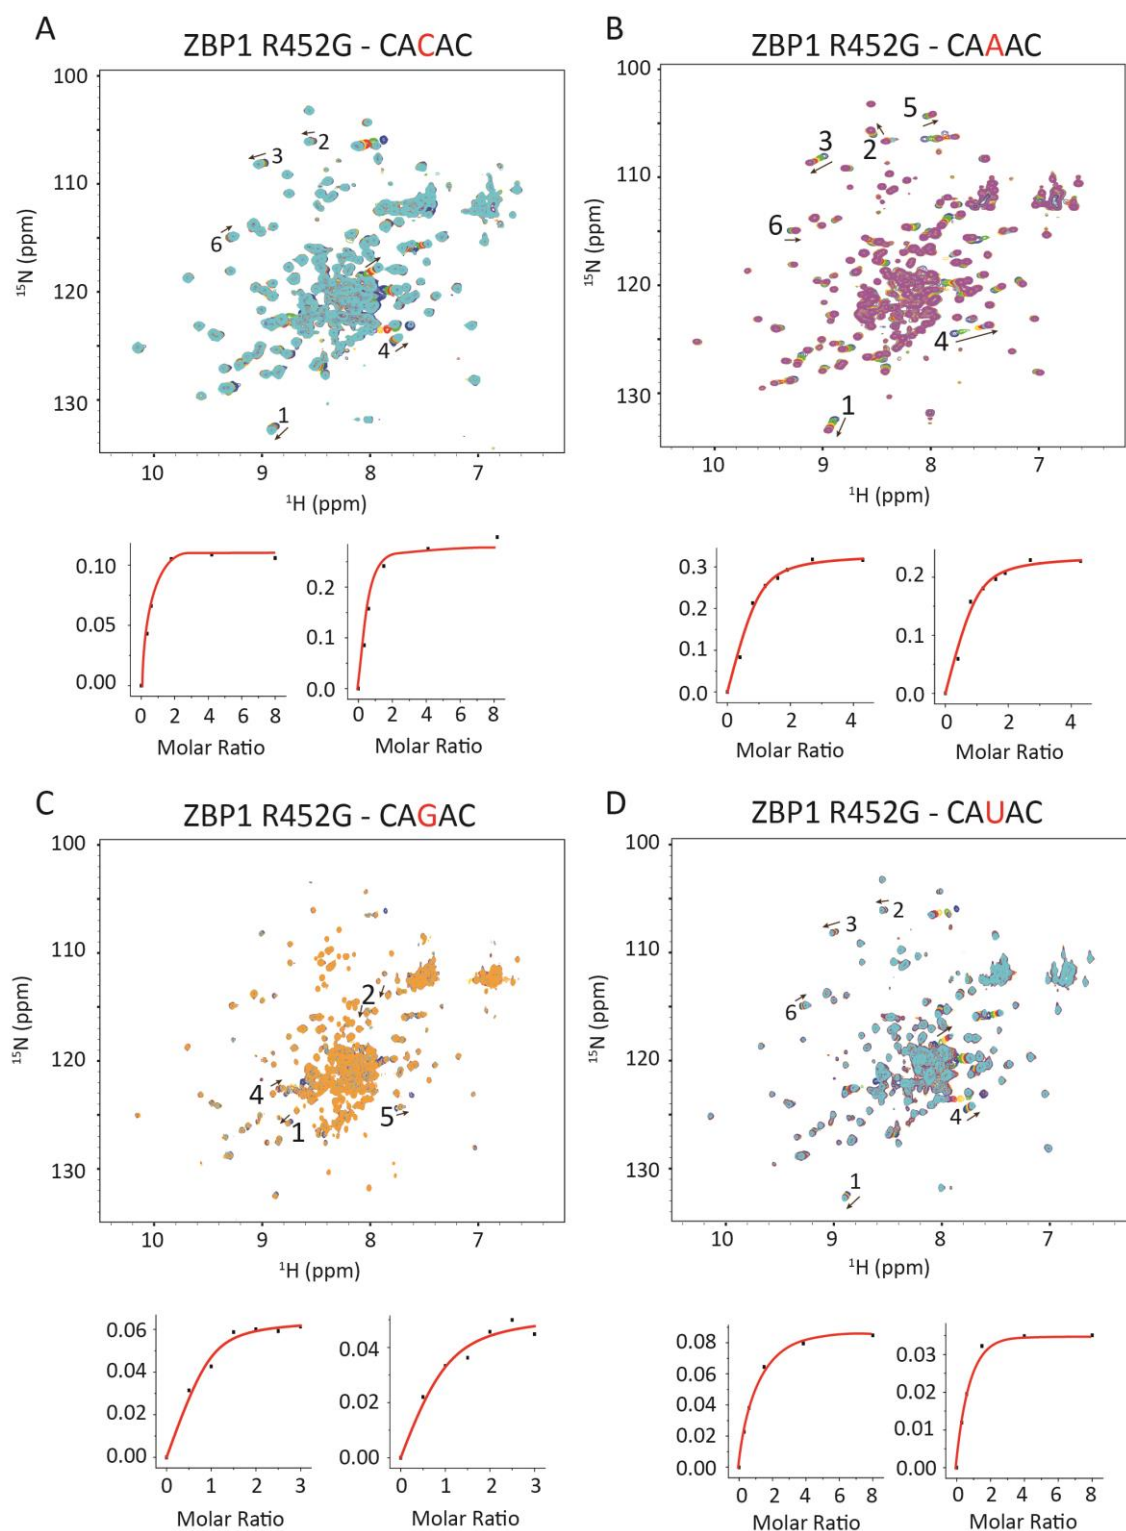 A
ZBP1 R452G - CACAC
100
110
120
130
15N (ppm)
10 9 8 7
1H (ppm)
1
2
3
4
6
0.10
0.05
0.00
0 2 4 6 8
Molar Ratio
0.2
0.1
0.0
0 2 4 6 8
Molar Ratio
B
ZBP1 R452G - CAAAC
100
110
120
130
15N (ppm)
10 9 8 7
1H (ppm)
1
2
3
4
5
6
0.3
0.2
0.1
0.0
0 2 4
Molar Ratio
0.2
0.1
0.0
0 2 4
Molar Ratio
C
ZBP1 R452G - CAGAC
100
110
120
130
15N (ppm)
10 9 8 7
1H (ppm)
2
4
1
5
0.06
0.04
0.02
0.00
0 1 2 3
Molar Ratio
0.04
0.02
0.00
0 1 2 3
Molar Ratio
D
ZBP1 R452G - CAUAC
100
110
120
130
15N (ppm)
10 9 8 7
1H (ppm)
2
3
6
4
1
0.08
0.06
0.04
0.02
0.00
0 2 4 6 8
Molar Ratio
0.03
0.02
0.01
0.00
0 2 4 6 8
Molar Ratio